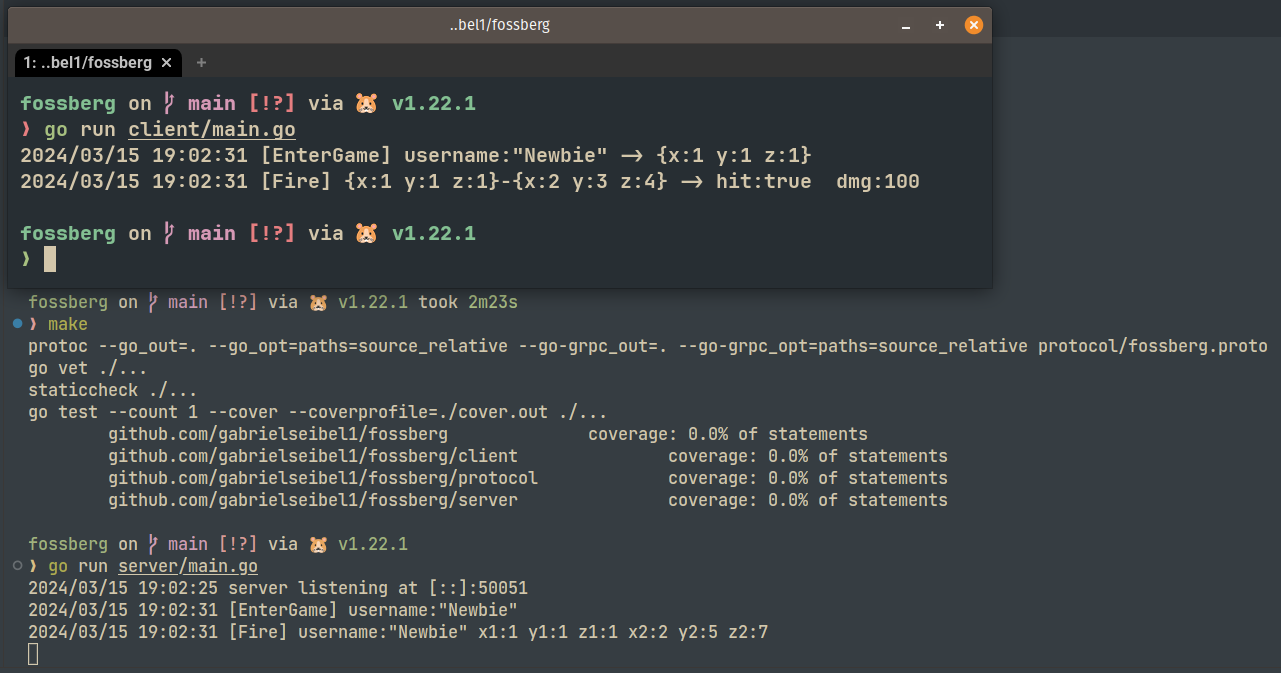 ..bel1/fossberg
1: ..bel1/fossberg × +
fossberg on main [!?] via 🐹 v1.22.1
❯ go run client/main.go
2024/03/15 19:02:31 [EnterGame] username:"Newbie" —> {x:1 y:1 z:1}
2024/03/15 19:02:31 [Fire] {x:1 y:1 z:1}-{x:2 y:3 z:4} —> hit:true  dmg:100
fossberg on main [!?] via 🐹 v1.22.1
❯
fossberg on main [!?] via 🐹 v1.22.1 took 2m23s
❯ make
protoc --go_out=. --go_opt=paths=source_relative --go-grpc_out=. --go-grpc_opt=paths=source_relative protocol/fossberg.proto
go vet ./...
staticcheck ./...
go test --count 1 --cover --coverprofile=./cover.out ./...
github.com/gabrielseibel1/fossberg coverage: 0.0% of statements
github.com/gabrielseibel1/fossberg/client coverage: 0.0% of statements
github.com/gabrielseibel1/fossberg/protocol coverage: 0.0% of statements
github.com/gabrielseibel1/fossberg/server coverage: 0.0% of statements
fossberg on main [!?] via 🐹 v1.22.1
❯ go run server/main.go
2024/03/15 19:02:25 server listening at [::]:50051
2024/03/15 19:02:31 [EnterGame] username:"Newbie"
2024/03/15 19:02:31 [Fire] username:"Newbie" x1:1 y1:1 z1:1 x2:2 y2:5 z2:7